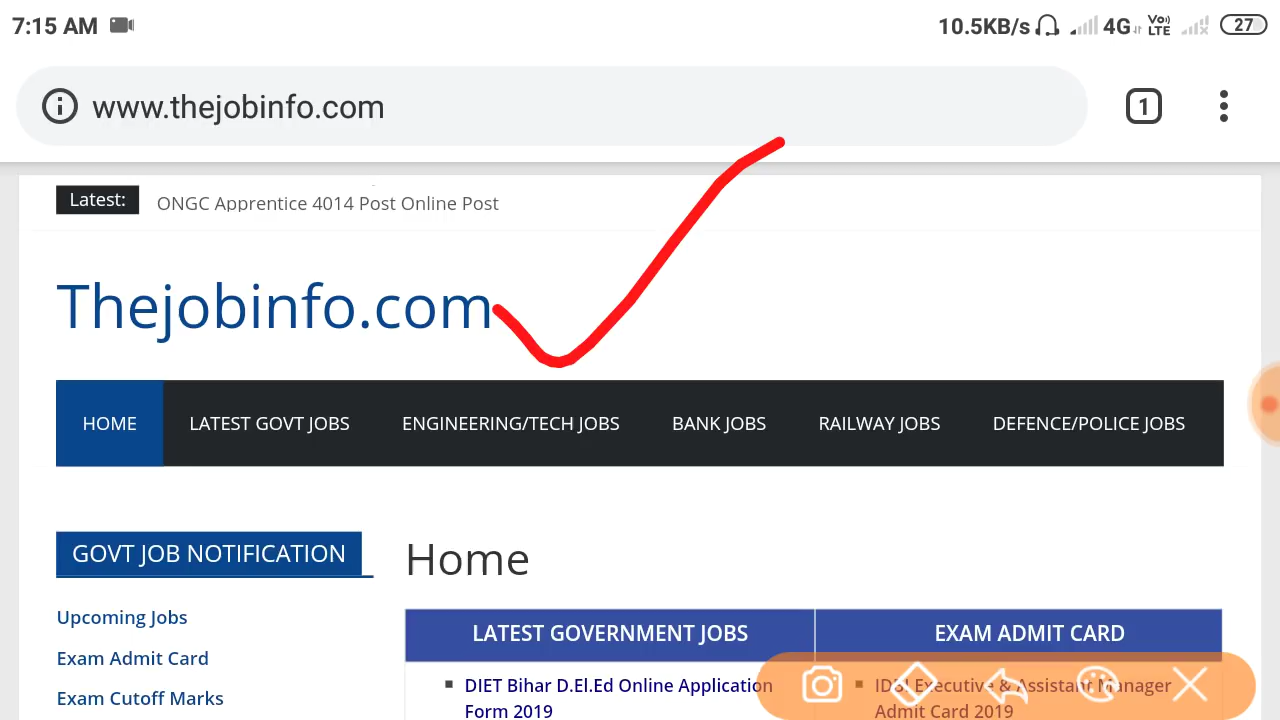 7:15 AM 10.5KB/s 4G Vo) LTE 27
www.thejobinfo.com 1
Latest: ONGC Apprentice 4014 Post Online Post
Thejobinfo.com
HOME LATEST GOVT JOBS ENGINEERING/TECH JOBS BANK JOBS RAILWAY JOBS DEFENCE/POLICE JOBS
GOVT JOB NOTIFICATION
Upcoming Jobs
Exam Admit Card
Exam Cutoff Marks
Home
LATEST GOVERNMENT JOBS
DIET Bihar D.El.Ed Online Application
Form 2019
EXAM ADMIT CARD
IDBI Executive & Assistant Manager
Admit Card 2019